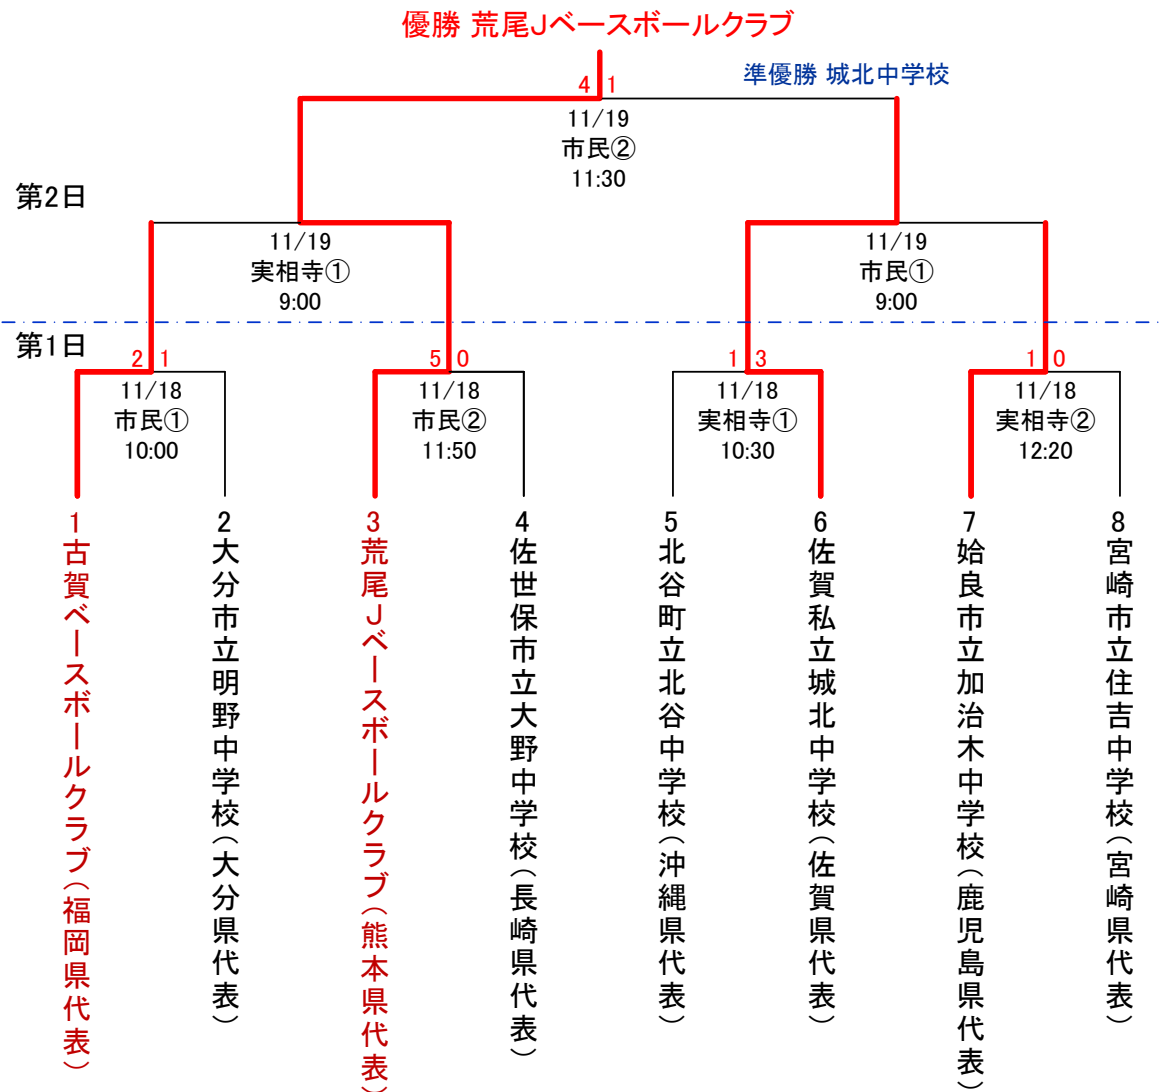 優勝 荒尾Jベースボールクラブ
準優勝 城北中学校
4 1
11/19
市民②
11:30
第2日
11/19
実相寺①
9:00
11/19
市民①
9:00
第1日
2 1
11/18
市民①
10:00
5 0
11/18
市民②
11:50
1 3
11/18
実相寺①
10:30
1 0
11/18
実相寺②
12:20
1
古賀ベースボールクラブ（福岡県代表）
2
大分市立明野中学校（大分県代表）
3
荒尾Jベースボールクラブ（熊本県代表）
4
佐世保市立大野中学校（長崎県代表）
5
北谷町立北谷中学校（沖縄県代表）
6
佐賀私立城北中学校（佐賀県代表）
7
姶良市立加治木中学校（鹿児島県代表）
8
宮崎市立住吉中学校（宮崎県代表）